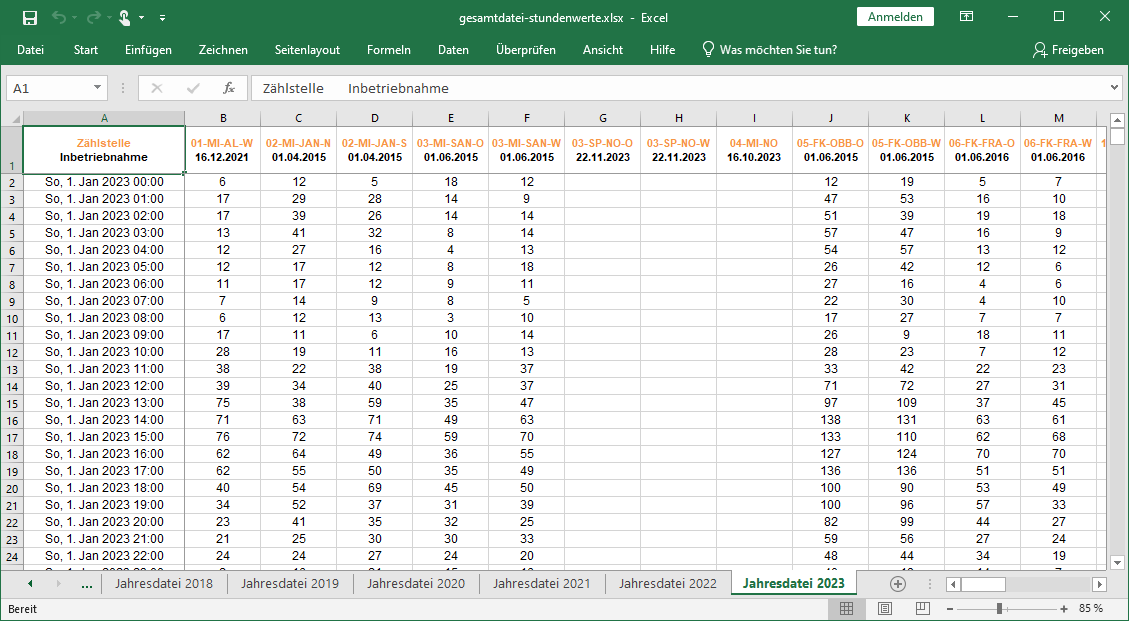 gesamtdatei-stundenwerte.xlsx - Excel
Anmelden
Datei Start Einfügen Zeichnen Seitenlayout Formeln Daten Überprüfen Ansicht Hilfe Was möchten Sie tun? Freigeben
A1 fx Zählstelle Inbetriebnahme
A B C D E F G H I J K L M
Zählstelle 01-MI-AL-W 02-MI-JAN-N 02-MI-JAN-S 03-MI-SAN-O 03-MI-SAN-W 03-SP-NO-O 03-SP-NO-W 04-MI-NO 05-FK-OBB-O 05-FK-OBB-W 06-FK-FRA-O 06-FK-FRA-W
1 Inbetriebnahme 16.12.2021 01.04.2015 01.04.2015 01.06.2015 01.06.2015 22.11.2023 22.11.2023 16.10.2023 01.06.2015 01.06.2015 01.06.2016 01.06.2016
2 So, 1. Jan 2023 00:00 6 12 5 18 12 12 19 5 7
3 So, 1. Jan 2023 01:00 17 29 28 14 9 47 53 16 10
4 So, 1. Jan 2023 02:00 17 39 26 14 14 51 39 19 18
5 So, 1. Jan 2023 03:00 13 41 32 8 14 57 47 16 9
6 So, 1. Jan 2023 04:00 12 27 16 4 13 54 57 13 12
7 So, 1. Jan 2023 05:00 12 17 12 8 18 26 42 12 6
8 So, 1. Jan 2023 06:00 11 17 12 9 11 27 16 4 6
9 So, 1. Jan 2023 07:00 7 14 9 8 5 22 30 4 10
10 So, 1. Jan 2023 08:00 6 12 13 3 10 17 27 7 7
11 So, 1. Jan 2023 09:00 17 11 6 10 14 26 9 18 11
12 So, 1. Jan 2023 10:00 28 19 11 16 13 28 23 7 12
13 So, 1. Jan 2023 11:00 38 22 38 19 37 33 42 22 23
14 So, 1. Jan 2023 12:00 39 34 40 25 37 71 72 27 31
15 So, 1. Jan 2023 13:00 75 38 59 35 47 97 109 37 45
16 So, 1. Jan 2023 14:00 71 63 71 49 63 138 131 63 61
17 So, 1. Jan 2023 15:00 76 72 74 59 70 133 110 62 68
18 So, 1. Jan 2023 16:00 62 64 49 36 55 127 124 70 70
19 So, 1. Jan 2023 17:00 62 55 50 35 49 136 136 51 51
20 So, 1. Jan 2023 18:00 40 54 69 45 50 100 90 53 49
21 So, 1. Jan 2023 19:00 34 52 37 31 39 100 96 57 33
22 So, 1. Jan 2023 20:00 23 41 35 32 25 82 99 44 27
23 So, 1. Jan 2023 21:00 21 25 30 30 33 59 56 27 24
24 So, 1. Jan 2023 22:00 24 24 27 24 20 48 44 34 19
... Jahresdatei 2018 Jahresdatei 2019 Jahresdatei 2020 Jahresdatei 2021 Jahresdatei 2022 Jahresdatei 2023
Bereit 85 %